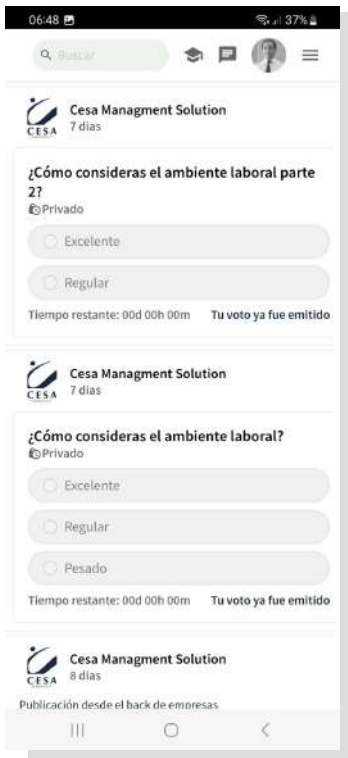 06:48 37%
Buscar
Cesa Managment Solution
CESA 7 dias
¿Cómo consideras el ambiente laboral parte
2?
Privado
Excelente
Regular
Tiempo restante: 00d 00h 00m Tu voto ya fue emitido
Cesa Managment Solution
CESA 7 dias
¿Cómo consideras el ambiente laboral?
Privado
Excelente
Regular
Pesado
Tiempo restante: 00d 00h 00m Tu voto ya fue emitido
Cesa Managment Solution
CESA 8 dias
Publicación desde el back de empresas